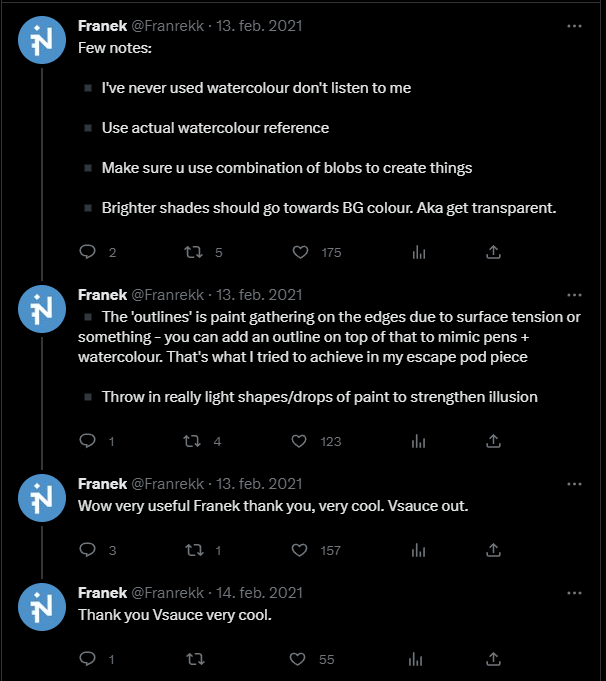 Franek @Franrekk · 13. feb. 2021
Few notes:
▪ I've never used watercolour don't listen to me
▪ Use actual watercolour reference
▪ Make sure u use combination of blobs to create things
▪ Brighter shades should go towards BG colour. Aka get transparent.
2 5 175
Franek @Franrekk · 13. feb. 2021
▪ The 'outlines' is paint gathering on the edges due to surface tension or
something - you can add an outline on top of that to mimic pens +
watercolour. That's what I tried to achieve in my escape pod piece
▪ Throw in really light shapes/drops of paint to strengthen illusion
1 4 123
Franek @Franrekk · 13. feb. 2021
Wow very useful Franek thank you, very cool. Vsauce out.
3 1 157
Franek @Franrekk · 14. feb. 2021
Thank you Vsauce very cool.
1 55